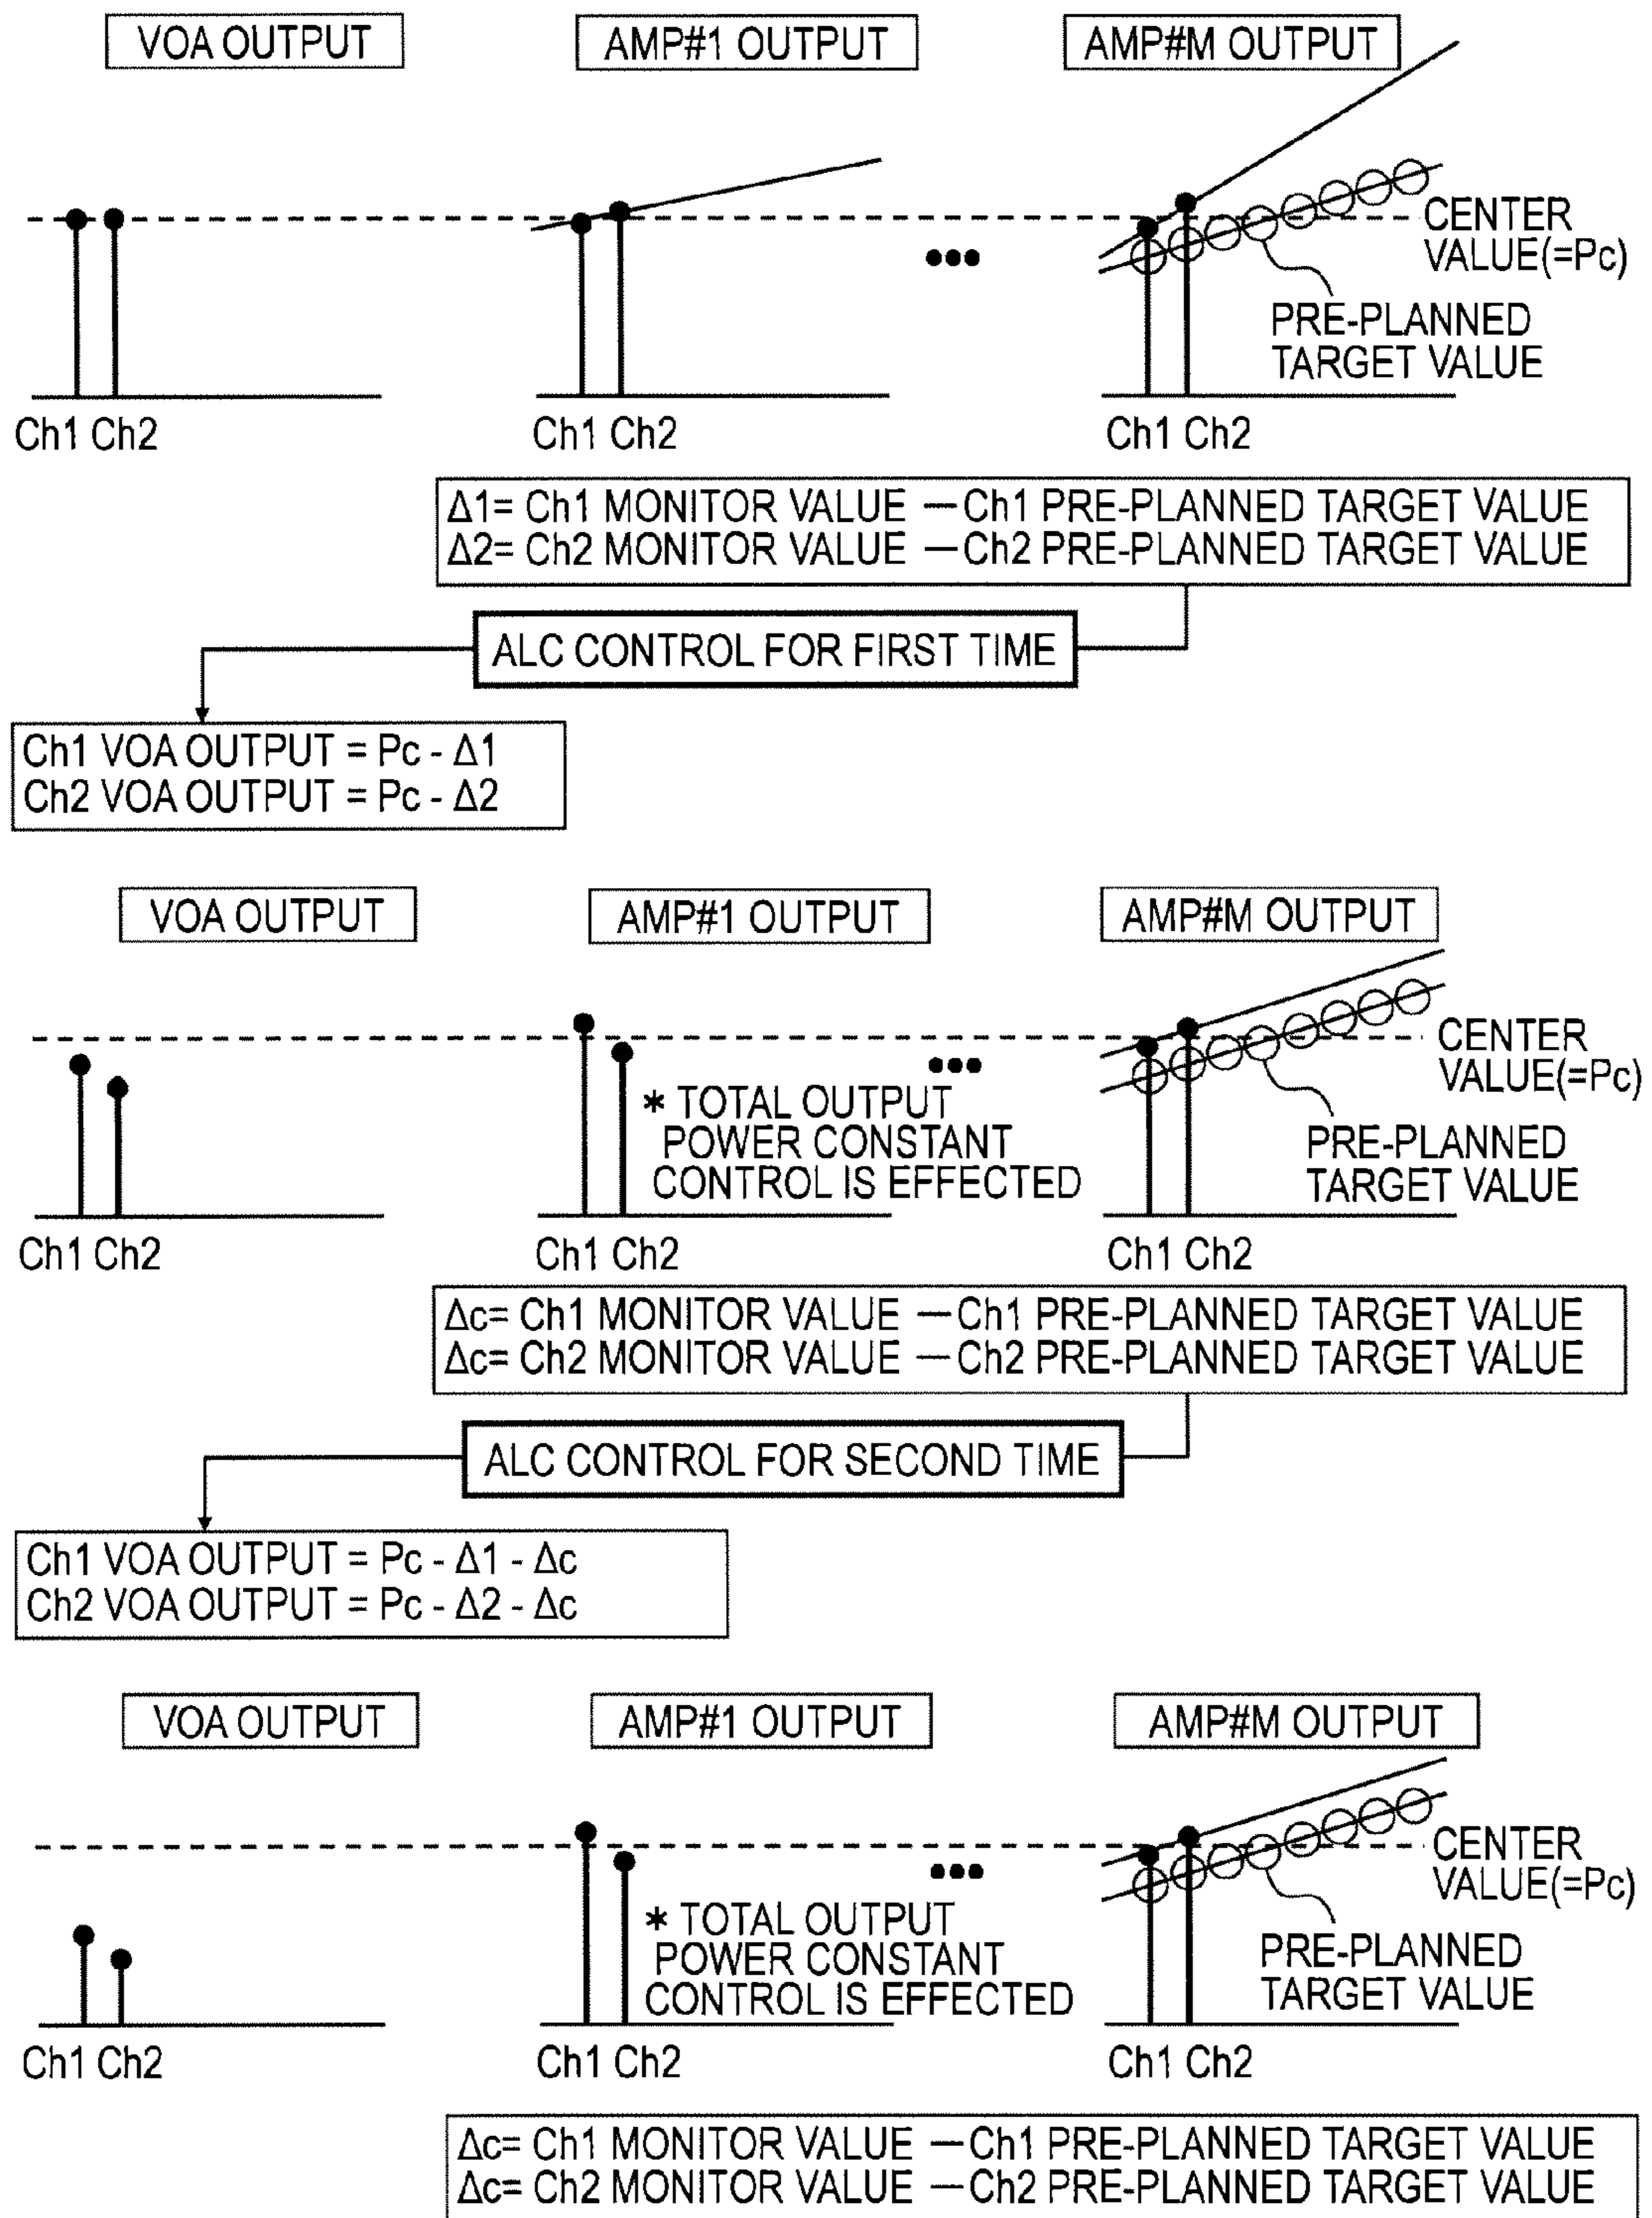 VOA OUTPUT
AMP#1 OUTPUT
AMP#M OUTPUT
CENTER
VALUE(=Pc)
PRE-PLANNED
TARGET VALUE
Ch1 Ch2
Ch1 Ch2
Ch1 Ch2
Δ1= Ch1 MONITOR VALUE —Ch1 PRE-PLANNED TARGET VALUE
Δ2= Ch2 MONITOR VALUE —Ch2 PRE-PLANNED TARGET VALUE
ALC CONTROL FOR FIRST TIME
Ch1 VOA OUTPUT = Pc - Δ1
Ch2 VOA OUTPUT = Pc - Δ2
VOA OUTPUT
AMP#1 OUTPUT
AMP#M OUTPUT
CENTER
VALUE(=Pc)
* TOTAL OUTPUT
POWER CONSTANT
CONTROL IS EFFECTED
PRE-PLANNED
TARGET VALUE
Ch1 Ch2
Ch1 Ch2
Ch1 Ch2
Δc= Ch1 MONITOR VALUE —Ch1 PRE-PLANNED TARGET VALUE
Δc= Ch2 MONITOR VALUE —Ch2 PRE-PLANNED TARGET VALUE
ALC CONTROL FOR SECOND TIME
Ch1 VOA OUTPUT = Pc - Δ1 - Δc
Ch2 VOA OUTPUT = Pc - Δ2 - Δc
VOA OUTPUT
AMP#1 OUTPUT
AMP#M OUTPUT
CENTER
VALUE(=Pc)
* TOTAL OUTPUT
POWER CONSTANT
CONTROL IS EFFECTED
PRE-PLANNED
TARGET VALUE
Ch1 Ch2
Ch1 Ch2
Ch1 Ch2
Δc= Ch1 MONITOR VALUE —Ch1 PRE-PLANNED TARGET VALUE
Δc= Ch2 MONITOR VALUE —Ch2 PRE-PLANNED TARGET VALUE